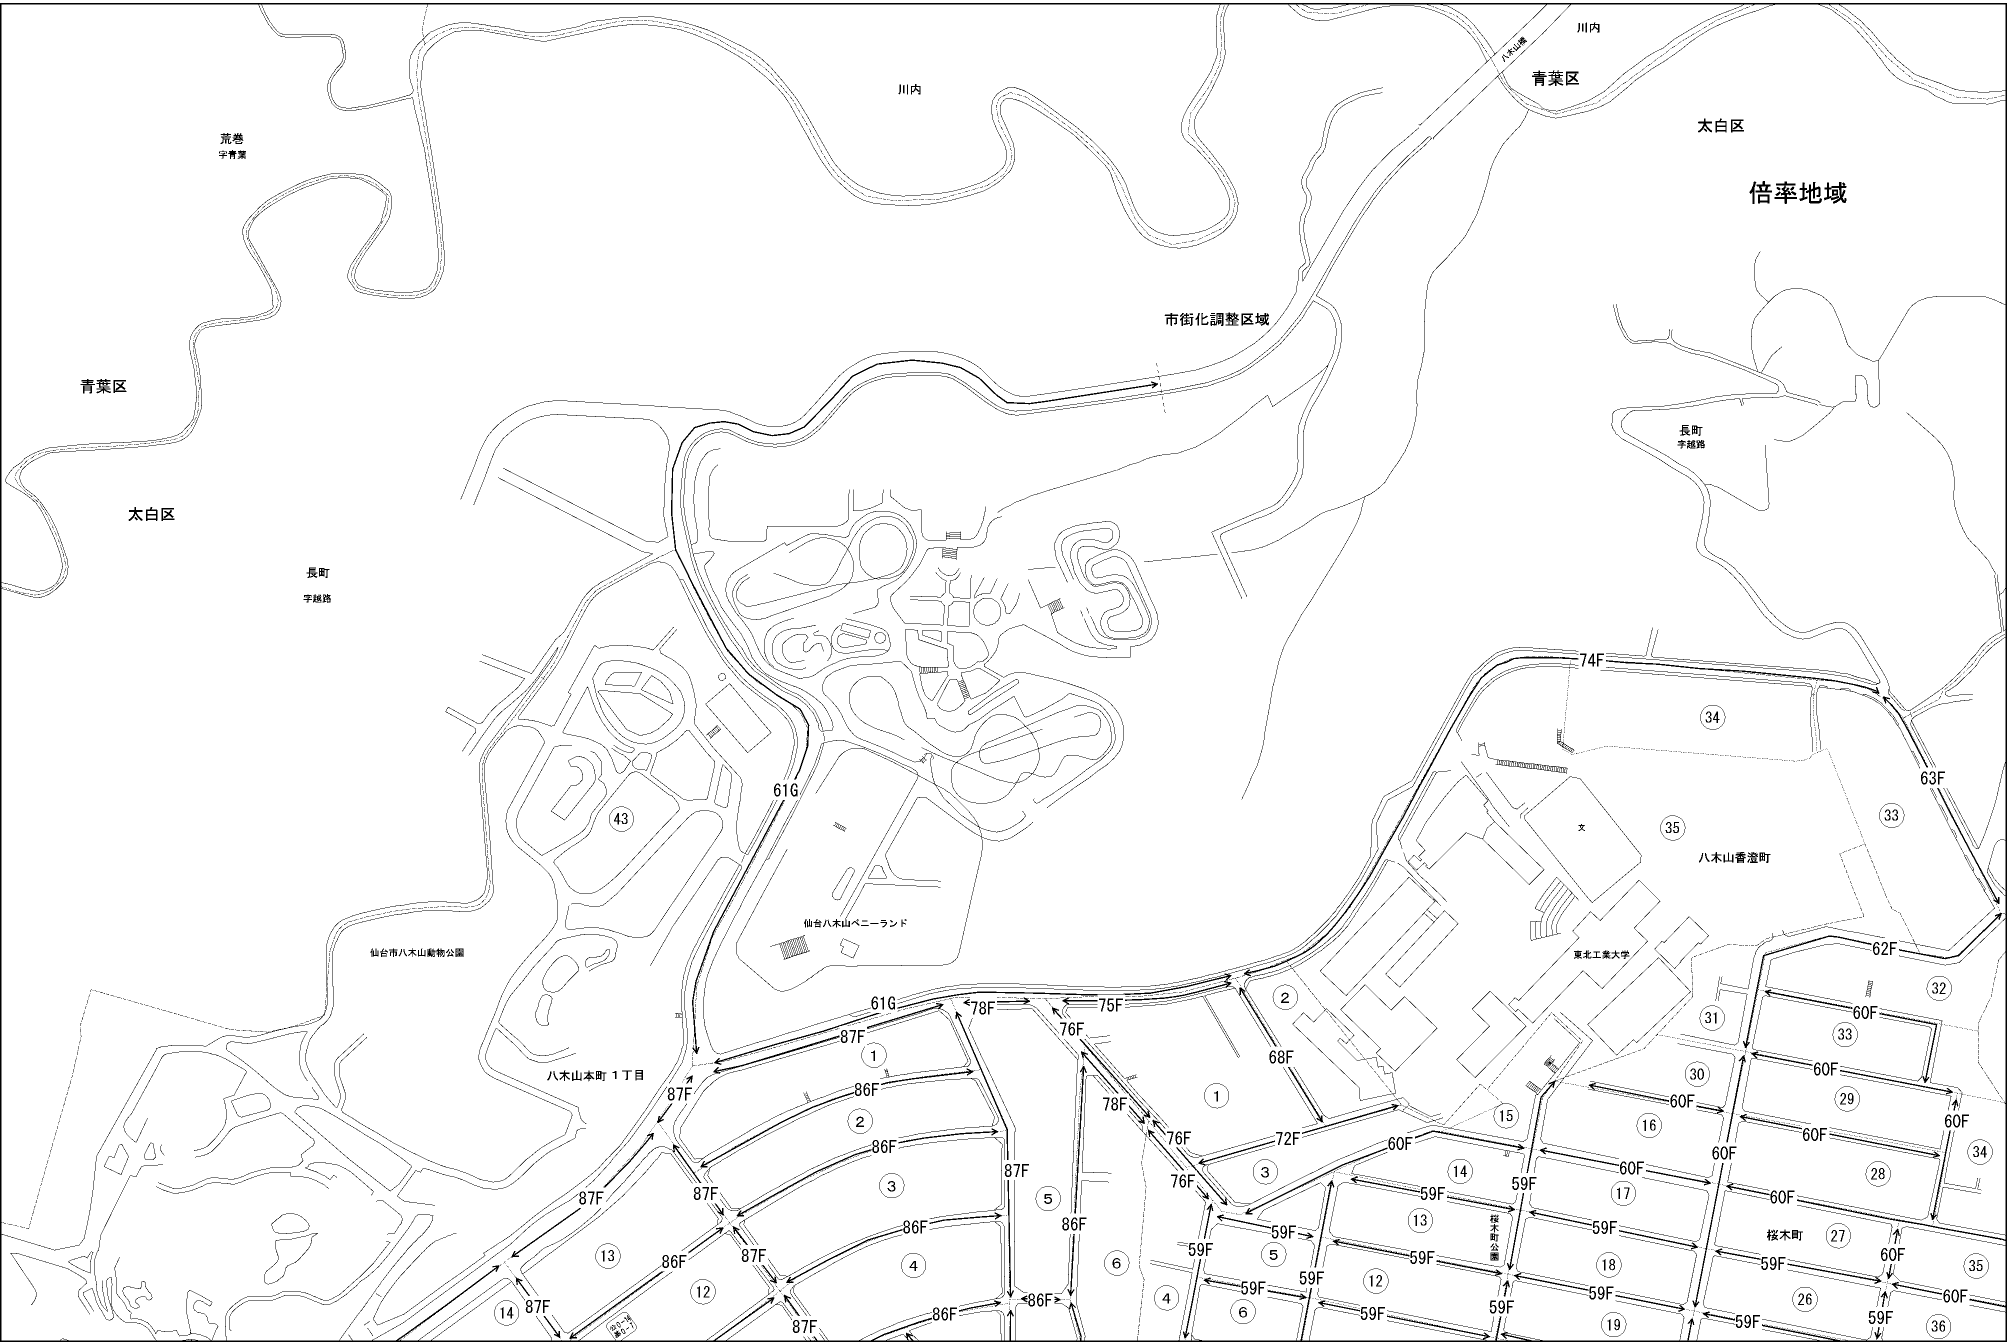 川内
八木山橋
青葉区
川内
太白区
荒巻
字青葉
倍率地域
市街化調整区域
青葉区
長町
字越路
太白区
長町
字越路
74F
34
63F
61G
43
33
35
文
八木山香澄町
仙台八木山ベニーランド
仙台市八木山動物公園
東北工業大学
62F
32
2
61G
78F
75F
60F
31
33
76F
87F
1
68F
八木山本町1丁目
60F
30
87F
86F
78F
1
60F
29
2
15
16
60F
60F
76F
72F
60F
60F
86F
34
87F
3
14
60F
28
76F
3
87F
87F
5
59F
59F
17
60F
86F
86F
13
桜木町公園
59F
桜木町
27
59F
59F
5
13
87F
6
59F
60F
86F
4
59F
18
59F
35
12
59F
12
59F
59F
60F
14
87F
86F
86F
4
6
59F
59F
26
59F
36
87F
59F
19
59F